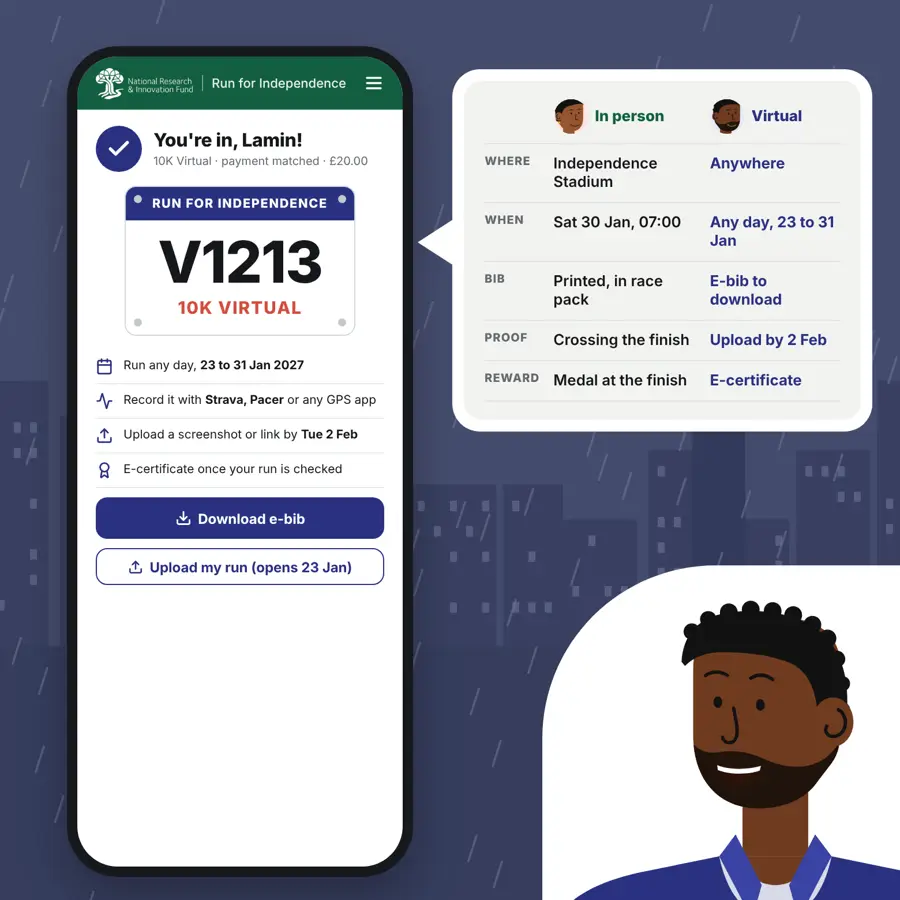 National Research
& Innovation Fund
Run for Independence
You're in, Lamin!
10K Virtual · payment matched · £20.00
RUN FOR INDEPENDENCE
V1213
10K VIRTUAL
Run any day, 23 to 31 Jan 2027
Record it with Strava, Pacer or any GPS app
Upload a screenshot or link by Tue 2 Feb
E-certificate once your run is checked
Download e-bib
Upload my run (opens 23 Jan)
In person
Virtual
WHERE
Independence
Stadium
Anywhere
WHEN
Sat 30 Jan, 07:00
Any day, 23 to 31
Jan
BIB
Printed, in race
pack
E-bib to
download
PROOF
Crossing the finish
Upload by 2 Feb
REWARD
Medal at the finish
E-certificate